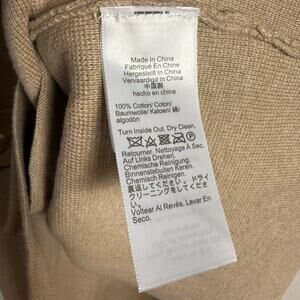 Made In China
Fabriqué En Chine
Hergestellt In China
Vervaardigd In China
中国製
hecho en china
100% Cotton/ Coton/
Baumwolle/ Katoen/ 綿/
algodón
Turn Inside Out. Dry Clean.
Retourner, Nettoyage À Sec.
Auf Links Drehen.
Chemische Reinigung.
Binnenstebuiten Keren.
Chemische Reiniging.
裏返してください。ドライ
クリーニングをしてくださ
い。
Voltear Al Revés. Lavar En
Seco.